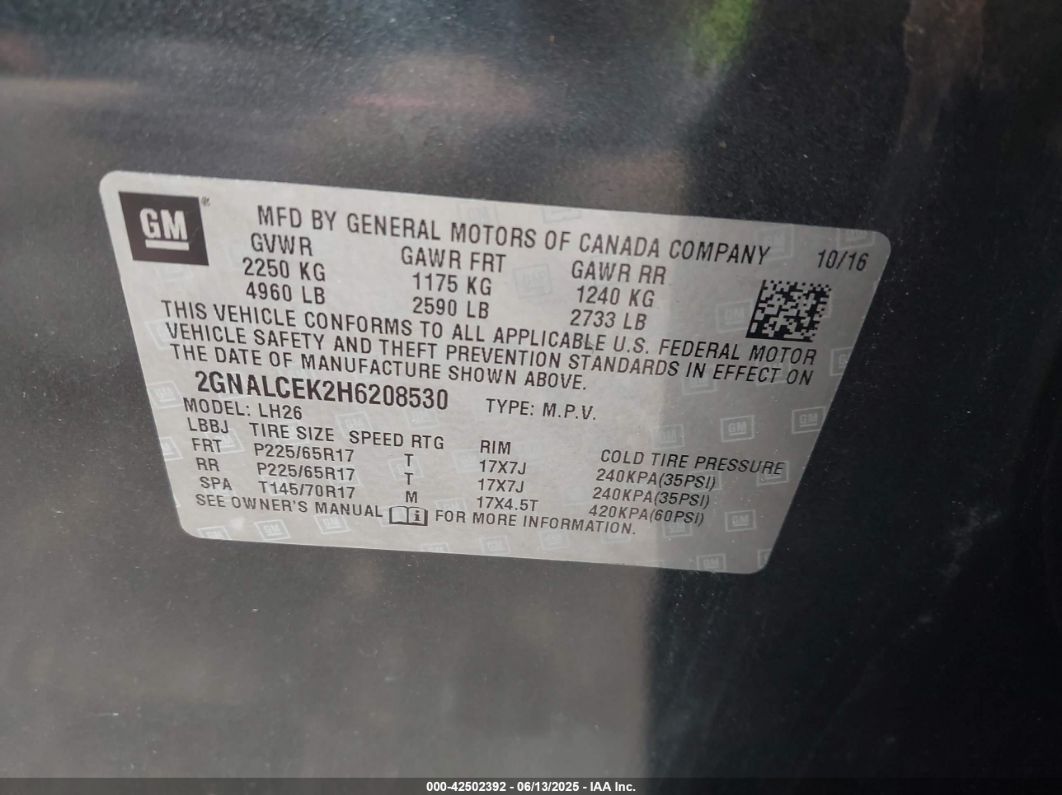 GM
MFD BY GENERAL MOTORS OF CANADA COMPANY 10/16
GVWR GAWR FRT GAWR RR
2250 KG 1175 KG 1240 KG
4960 LB 2590 LB 2733 LB
THIS VEHICLE CONFORMS TO ALL APPLICABLE U.S. FEDERAL MOTOR
VEHICLE SAFETY AND THEFT PREVENTION STANDARDS IN EFFECT ON
THE DATE OF MANUFACTURE SHOWN ABOVE.
2GNALCEK2H6208530 TYPE: M.P.V.
MODEL: LH26
LBBJ TIRE SIZE SPEED RTG RIM COLD TIRE PRESSURE
FRT P225/65R17 T 17X7J 240KPA(35PSI)
RR P225/65R17 T 17X7J 240KPA(35PSI)
SPA T145/70R17 M 17X4.5T 420KPA(60PSI)
SEE OWNER'S MANUAL FOR MORE INFORMATION.
000-42502392 - 06/13/2025 - IAA Inc.